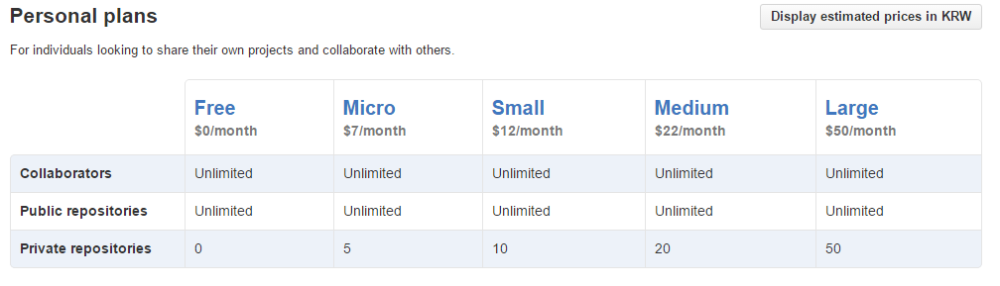 Personal plans
Display estimated prices in KRW
For individuals looking to share their own projects and collaborate with others.
Free Micro Small Medium Large
$0/month $7/month $12/month $22/month $50/month
Collaborators Unlimited Unlimited Unlimited Unlimited Unlimited
Public repositories Unlimited Unlimited Unlimited Unlimited Unlimited
Private repositories 0 5 10 20 50